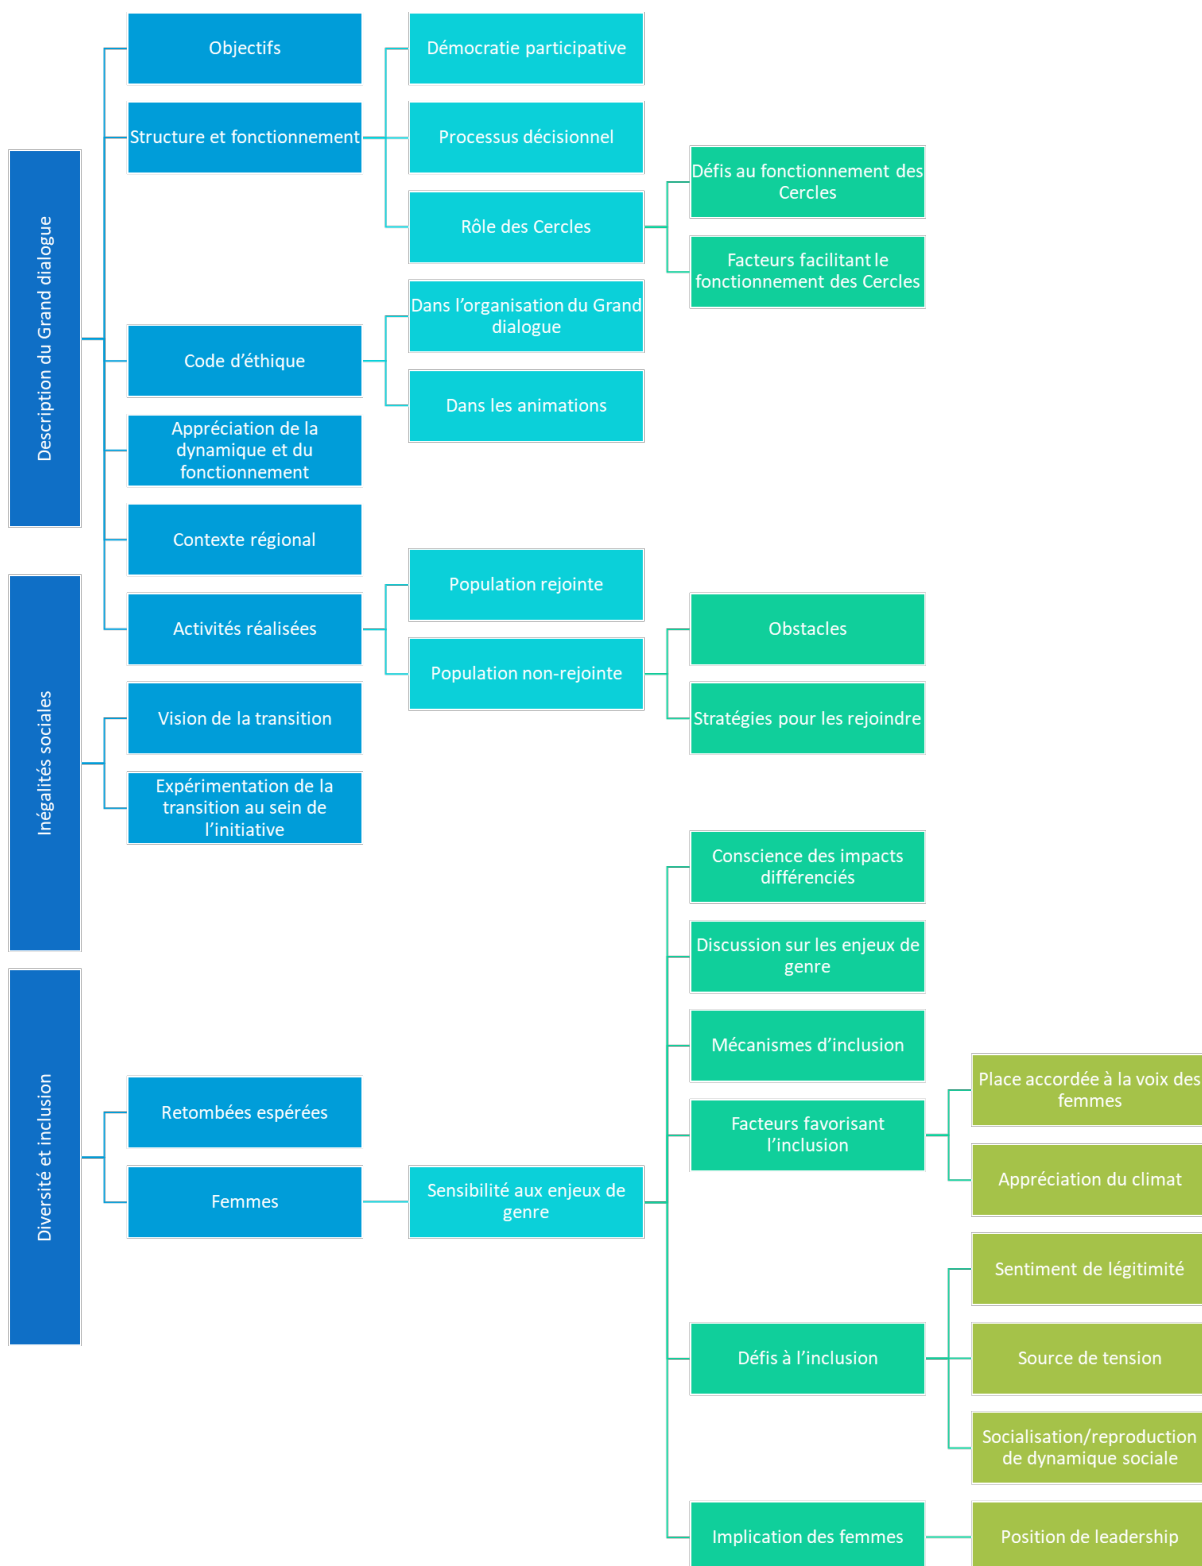 Description du Grand dialogue
Objectifs
Structure et fonctionnement
Démocratie participative
Processus décisionnel
Rôle des Cercles
Défis au fonctionnement des
Cercles
Facteurs facilitant le
fonctionnement des Cercles
Code d’éthique
Dans l’organisation du Grand
dialogue
Dans les animations
Appréciation de la
dynamique et du
fonctionnement
Contexte régional
Activités réalisées
Population rejointe
Population non-rejointe
Obstacles
Stratégies pour les rejoindre
Inégalités sociales
Vision de la transition
Expérimentation de la
transition au sein de
l’initiative
Diversité et inclusion
Retombées espérées
Femmes
Sensibilité aux enjeux de
genre
Conscience des impacts
différenciés
Discussion sur les enjeux de
genre
Mécanismes d’inclusion
Facteurs favorisant
l’inclusion
Place accordée à la voix des
femmes
Appréciation du climat
Défis à l’inclusion
Sentiment de légitimité
Source de tension
Socialisation/reproduction
de dynamique sociale
Implication des femmes
Position de leadership